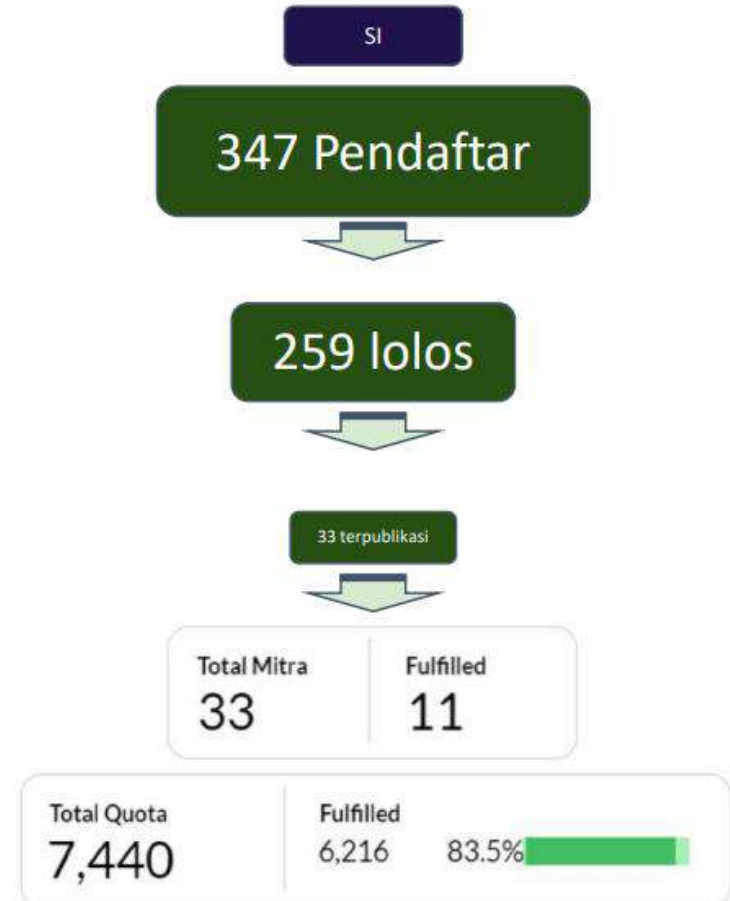 SI
347 Pendaftar
259 lolos
33 terpublikasi
Total Mitra
Fulfilled
33
11
Total Quota
Fulfilled
7,440
6,216
83.5%